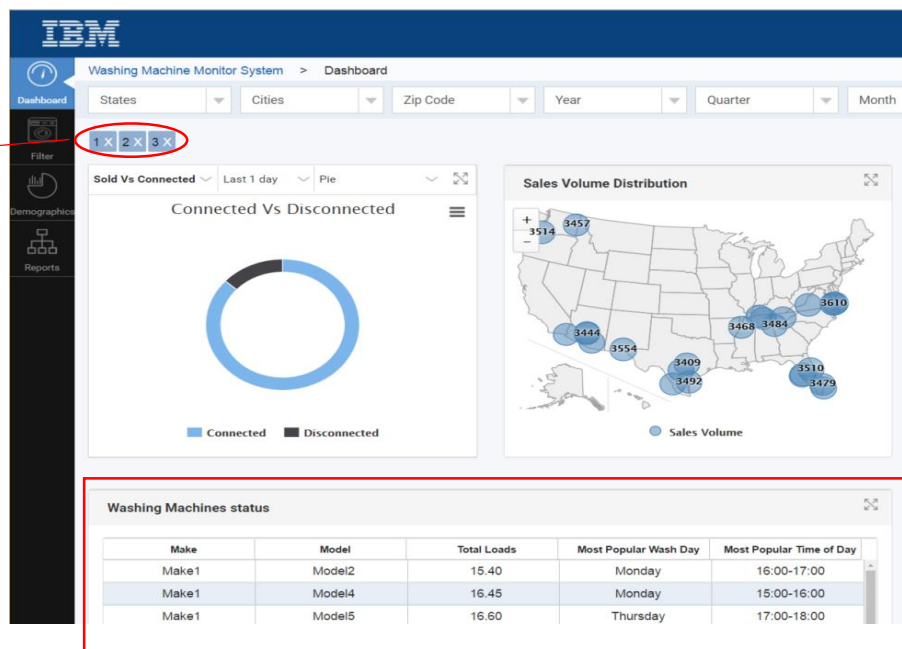 IBM
Washing Machine Monitor System > Dashboard
Dashboard
States Cities Zip Code Year Quarter Month
1 X 2 X 3 X
Filter
Demographics
Reports
Sold Vs Connected Last 1 day Pie
Connected Vs Disconnected
Connected Disconnected
Sales Volume Distribution
+
−
3514 3457
3610
3468 3484
3444
3554
3409
3492
3510
3479
Sales Volume
Washing Machines status
Make Model Total Loads Most Popular Wash Day Most Popular Time of Day
Make1 Model2 15.40 Monday 16:00-17:00
Make1 Model4 16.45 Monday 15:00-16:00
Make1 Model5 16.60 Thursday 17:00-18:00